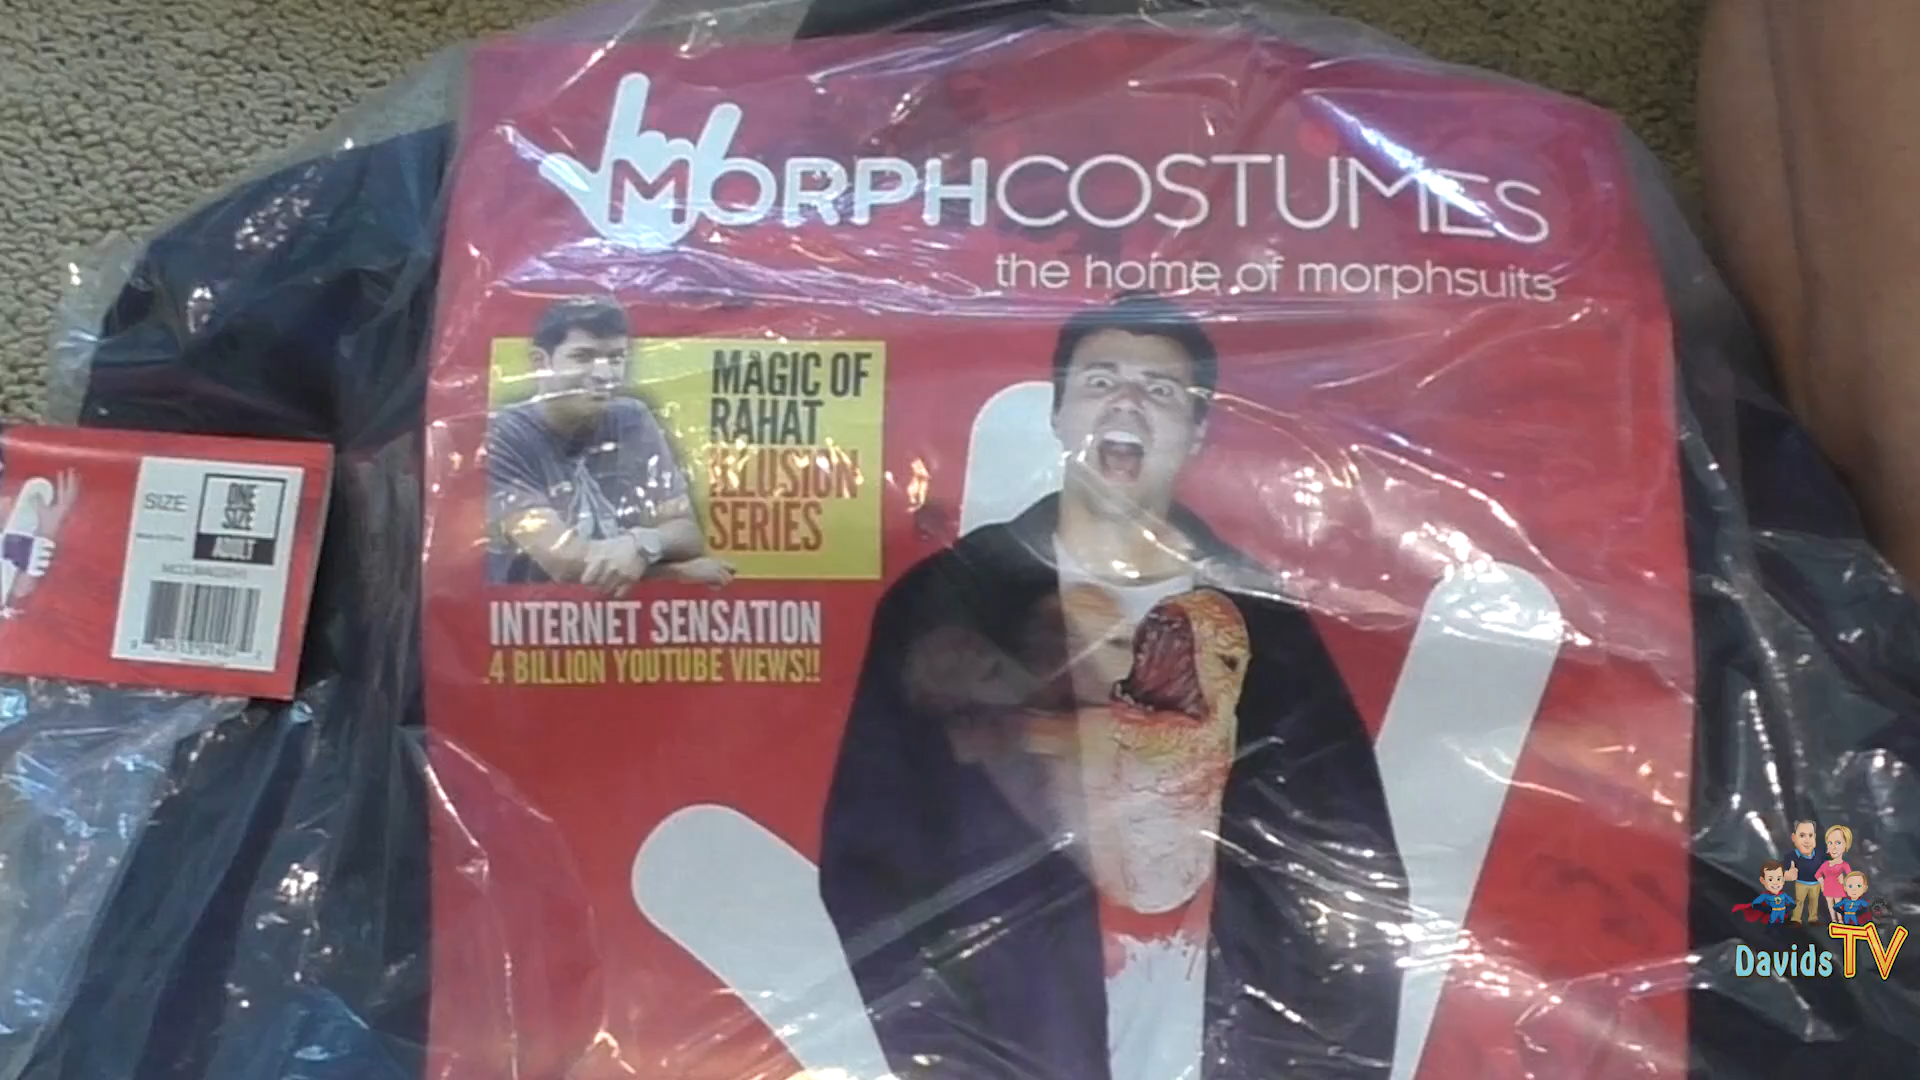 MORPHCOSTUMES
the home of morphsuits
MAGIC OF
RAHAT
ILLUSION
SERIES
INTERNET SENSATION
.4 BILLION YOUTUBE VIEWS!!
SIZE
ONE
SIZE
ADULT
Davids TV